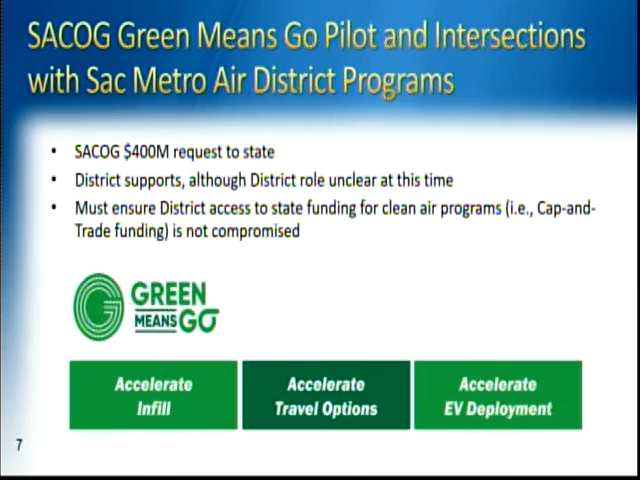 SACOG Green Means Go Pilot and Intersections
with Sac Metro Air District Programs
• SACOG $400M request to state
• District supports, although District role unclear at this time
• Must ensure District access to state funding for clean air programs (i.e., Cap-and-
Trade funding) is not compromised
GREEN
MEANS GO
Accelerate
Infill
Accelerate
Travel Options
Accelerate
EV Deployment
7